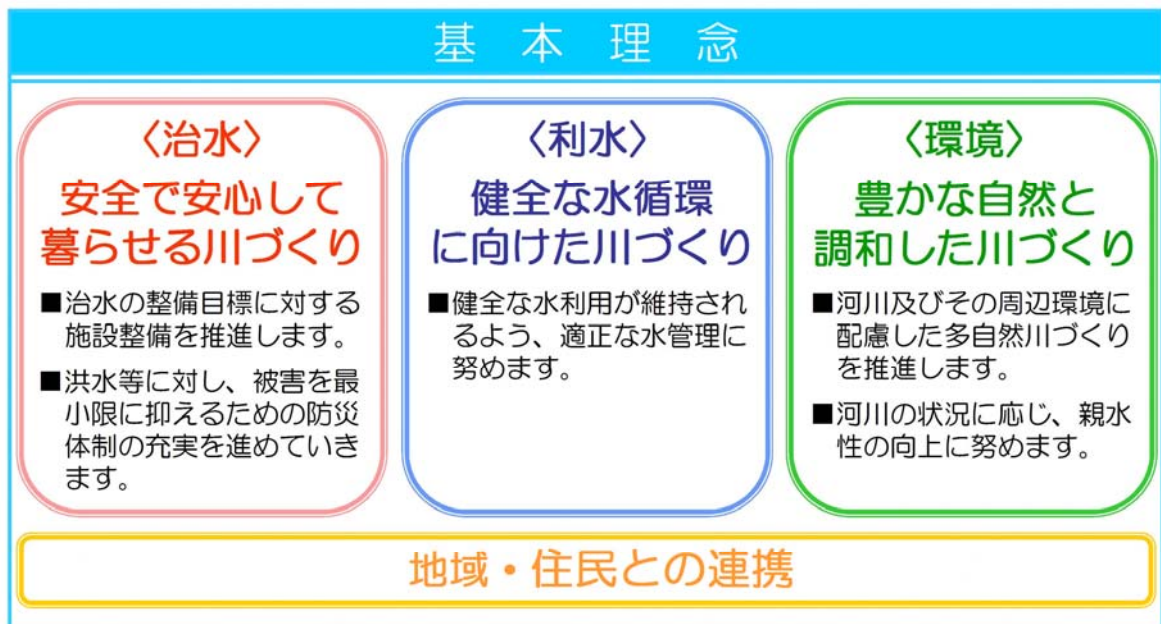 基本理念
〈治水〉
安全で安心して
暮らせる川づくり
■治水の整備目標に対する
施設整備を推進します。
■洪水等に対し、被害を最
小限に抑えるための防災
体制の充実を進めていき
ます。
〈利水〉
健全な水循環
に向けた川づくり
■健全な水利用が維持され
るよう、適正な水管理に
努めます。
〈環境〉
豊かな自然と
調和した川づくり
■河川及びその周辺環境に
配慮した多自然川づくり
を推進します。
■河川の状況に応じ、親水
性の向上に努めます。
地域・住民との連携